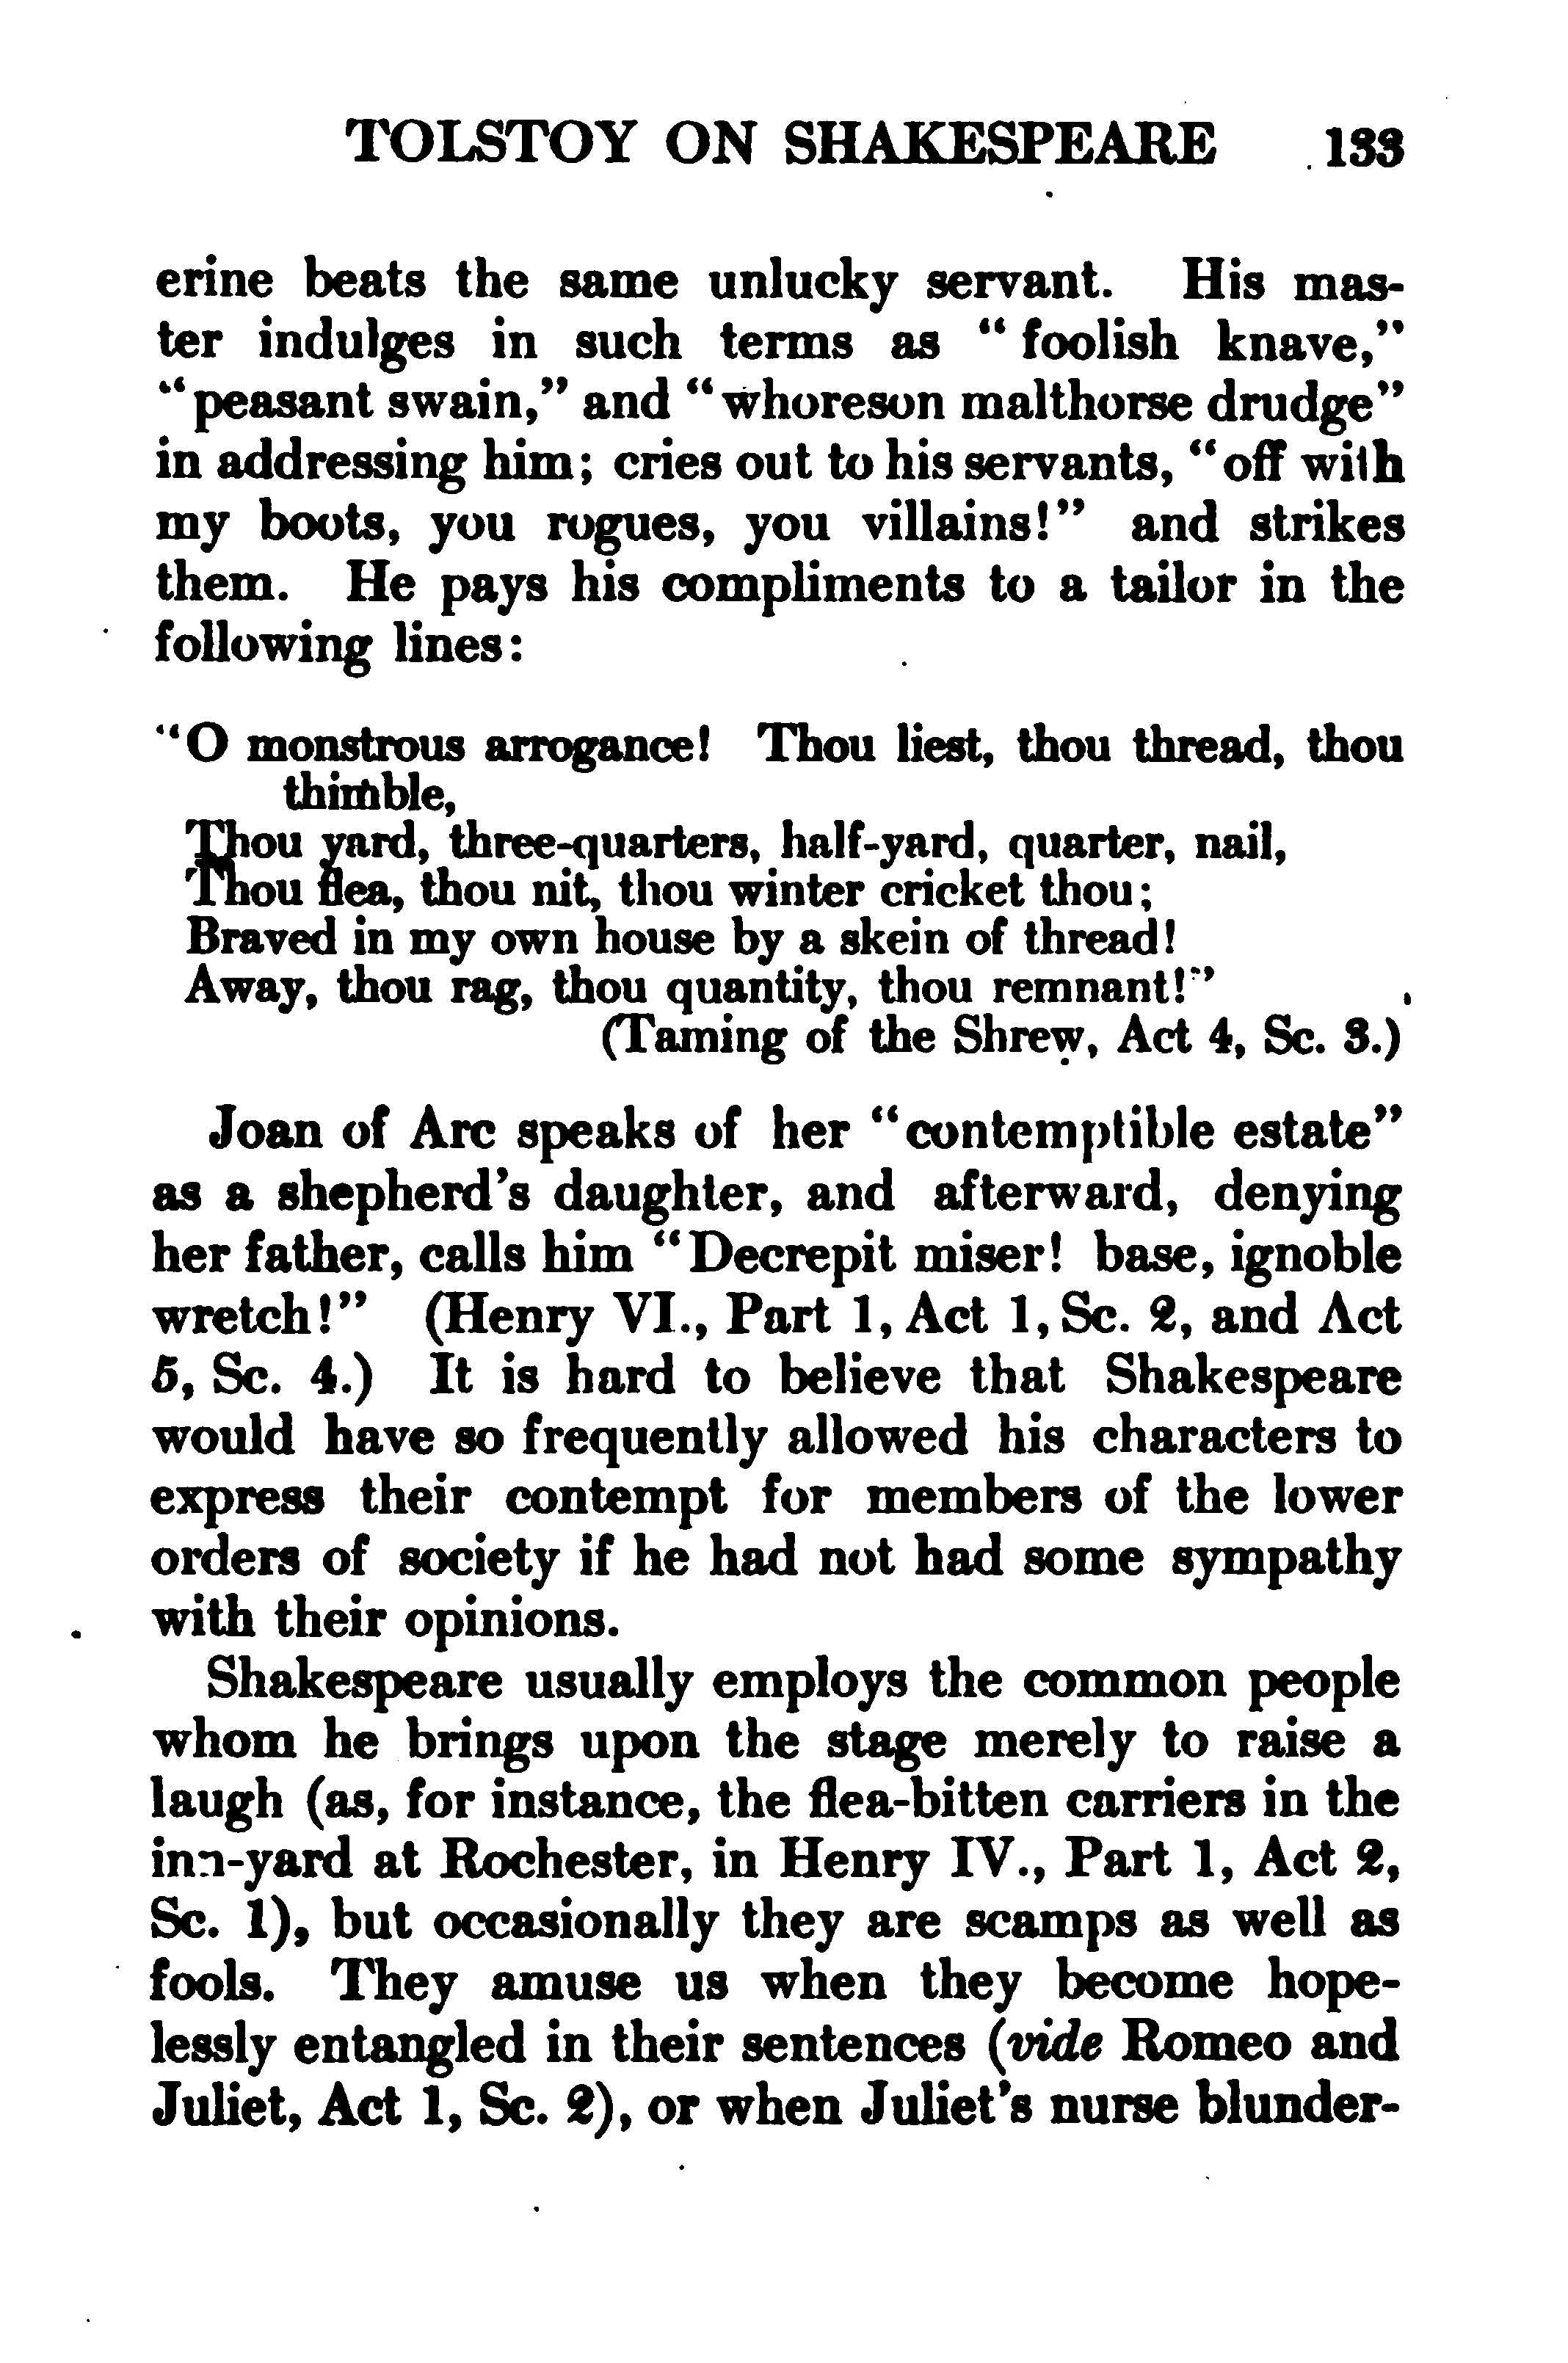 TOLSTOY ON SHAKESPEARE 133
erine beats the same unlucky servant. His mas-
ter indulges in such terms as “foolish knave,”
“peasant swain,” and “whoreson malthorse drudge”
in addressing him; cries out to his servants, “off with
my boots, you rogues, you villains!” and strikes
them. He pays his compliments to a tailor in the
following lines:
“O monstrous arrogance! Thou liest, thou thread, thou
thimble,
Thou yard, three-quarters, half-yard, quarter, nail,
Thou flea, thou nit, thou winter cricket thou;
Braved in my own house by a skein of thread!
Away, thou rag, thou quantity, thou remnant!”
(Taming of the Shrew, Act 4, Sc. 3.)
Joan of Arc speaks of her “contemptible estate”
as a shepherd’s daughter, and afterward, denying
her father, calls him “Decrepit miser! base, ignoble
wretch!” (Henry VI., Part 1, Act 1, Sc. 2, and Act
5, Sc. 4.) It is hard to believe that Shakespeare
would have so frequently allowed his characters to
express their contempt for members of the lower
orders of society if he had not had some sympathy
with their opinions.
Shakespeare usually employs the common people
whom he brings upon the stage merely to raise a
laugh (as, for instance, the flea-bitten carriers in the
inn-yard at Rochester, in Henry IV., Part 1, Act 2,
Sc. 1), but occasionally they are scamps as well as
fools. They amuse us when they become hope-
lessly entangled in their sentences (vide Romeo and
Juliet, Act 1, Sc. 2), or when Juliet’s nurse blunder-